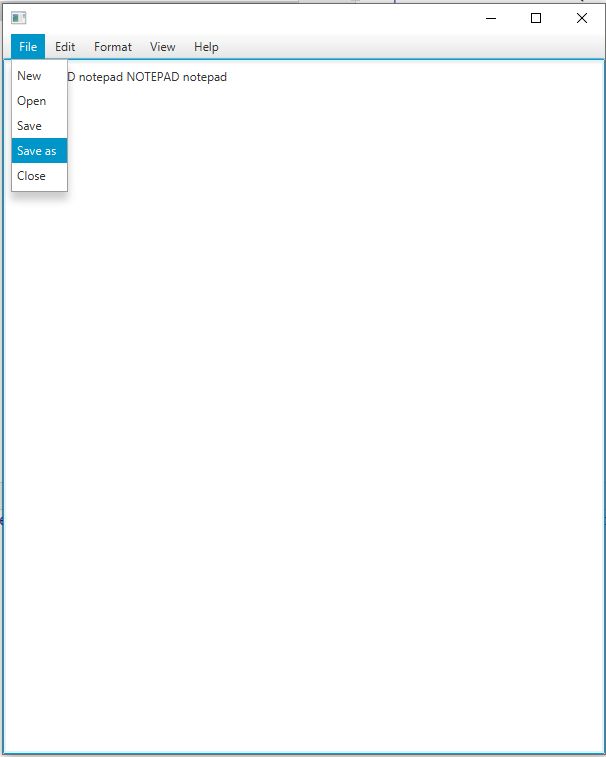 File Edit Format View Help
D notepad NOTEPAD notepad
New
Open
Save
Save as
Close